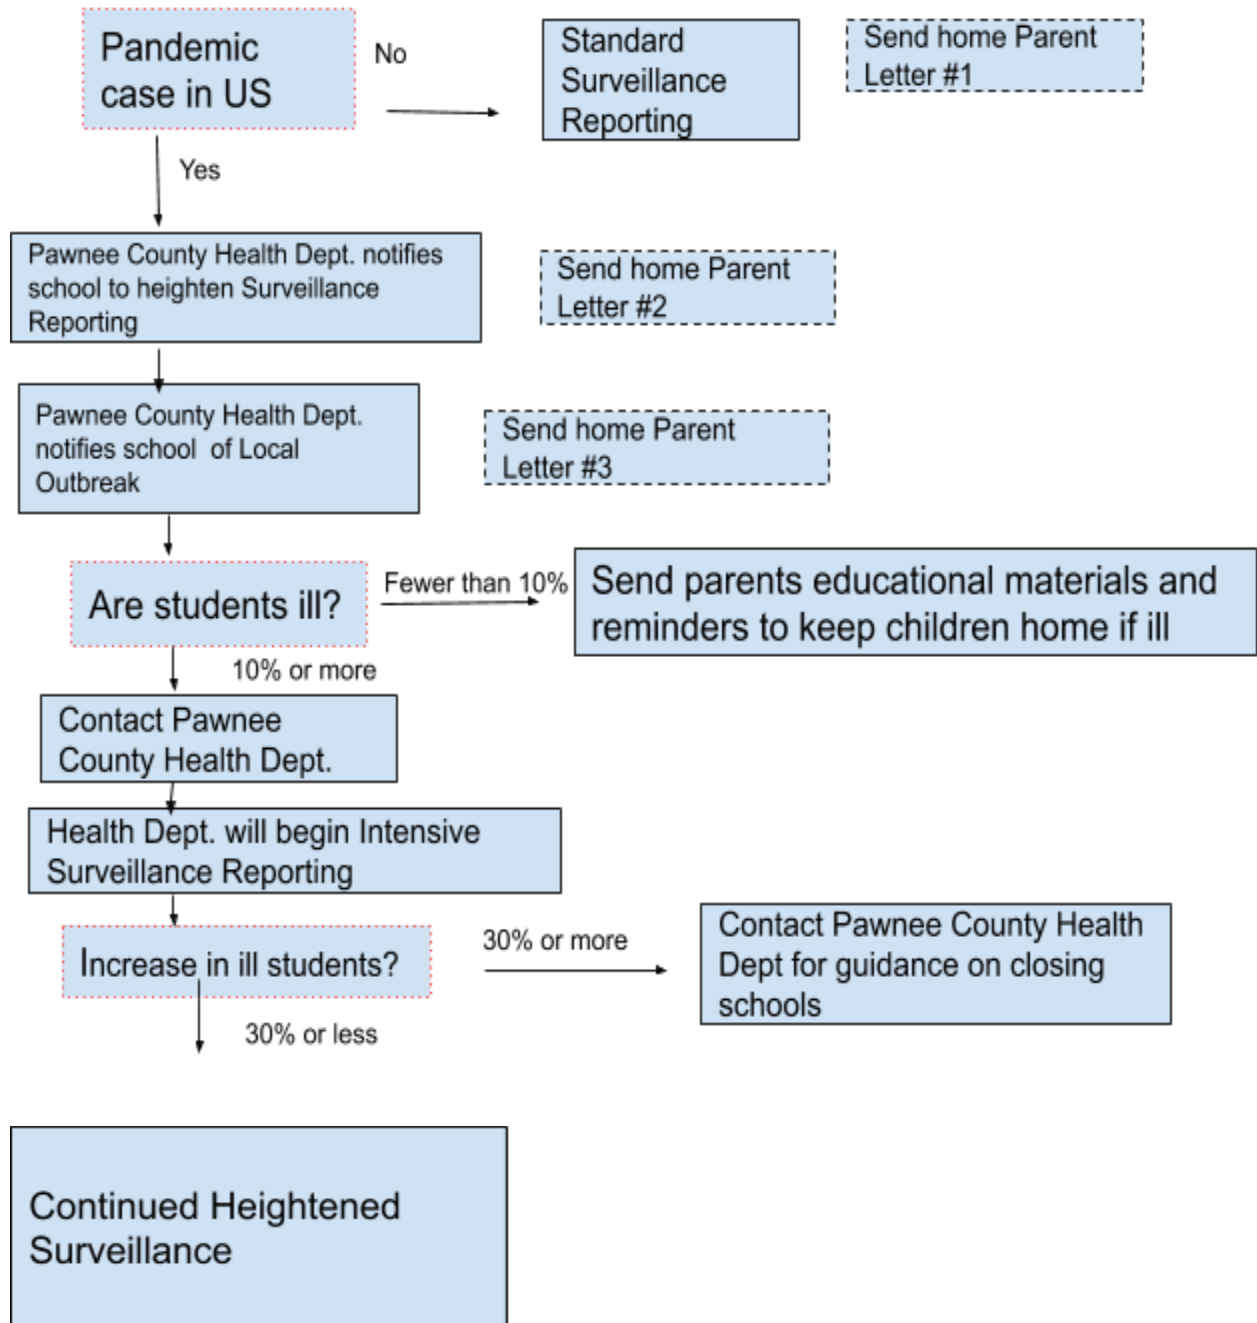 Pandemic
case in US
No
Standard
Surveillance
Reporting
Send home Parent
Letter #1
Yes
Pawnee County Health Dept. notifies
school to heighten Surveillance
Reporting
Send home Parent
Letter #2
Pawnee County Health Dept.
notifies school of Local
Outbreak
Send home Parent
Letter #3
Are students ill?
Fewer than 10%
Send parents educational materials and
reminders to keep children home if ill
10% or more
Contact Pawnee
County Health Dept.
Health Dept. will begin Intensive
Surveillance Reporting
Increase in ill students?
30% or more
Contact Pawnee County Health
Dept for guidance on closing
schools
30% or less
Continued Heightened
Surveillance